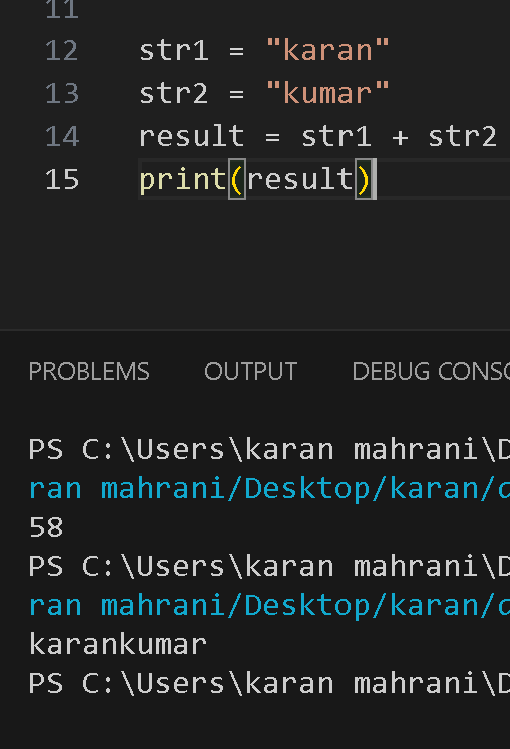 11
12 str1 = "karan"
13 str2 = "kumar"
14 result = str1 + str2
15 print(result)
PROBLEMS OUTPUT DEBUG CONSO
PS C:\Users\karan mahrani\D
ran mahrani/Desktop/karan/
58
PS C:\Users\karan mahrani\D
ran mahrani/Desktop/karan/
karankumar
PS C:\Users\karan mahrani\D